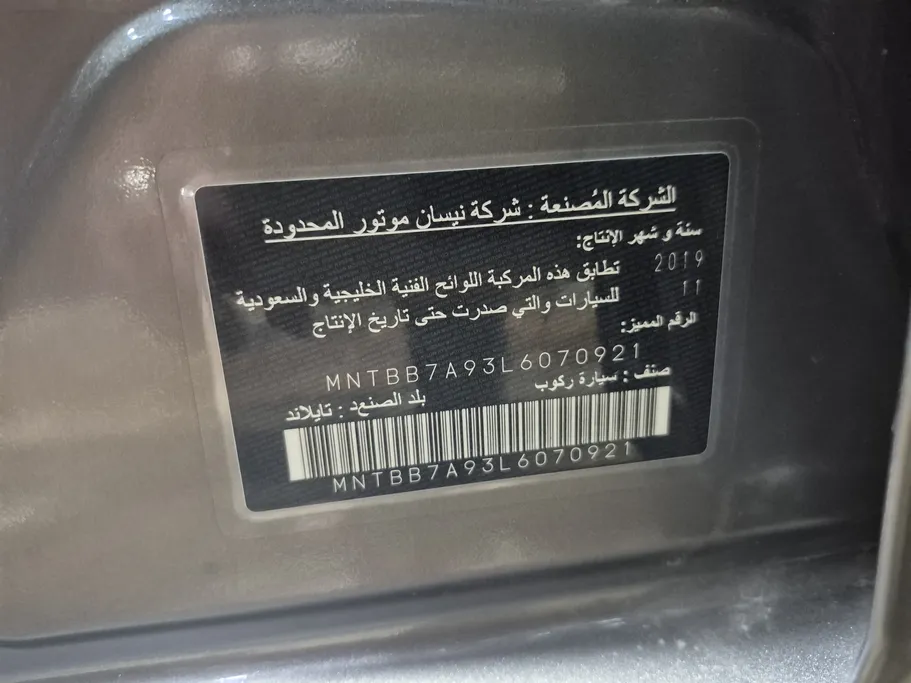 الشركة المُصنعة : شركة نيسان موتور المحدودة
سنة و شهر الإنتاج:
2019 تطابق هذه المركبة اللوائح الفنية الخليجية والسعودية
11 للسيارات والتي صدرت حتى تاريخ الإنتاج
الرقم المميز:
MNTBB7A93L6070921
صنف : سيارة ركوب
بلد الصنعد : تايلاند
MNTBB7A93L6070921